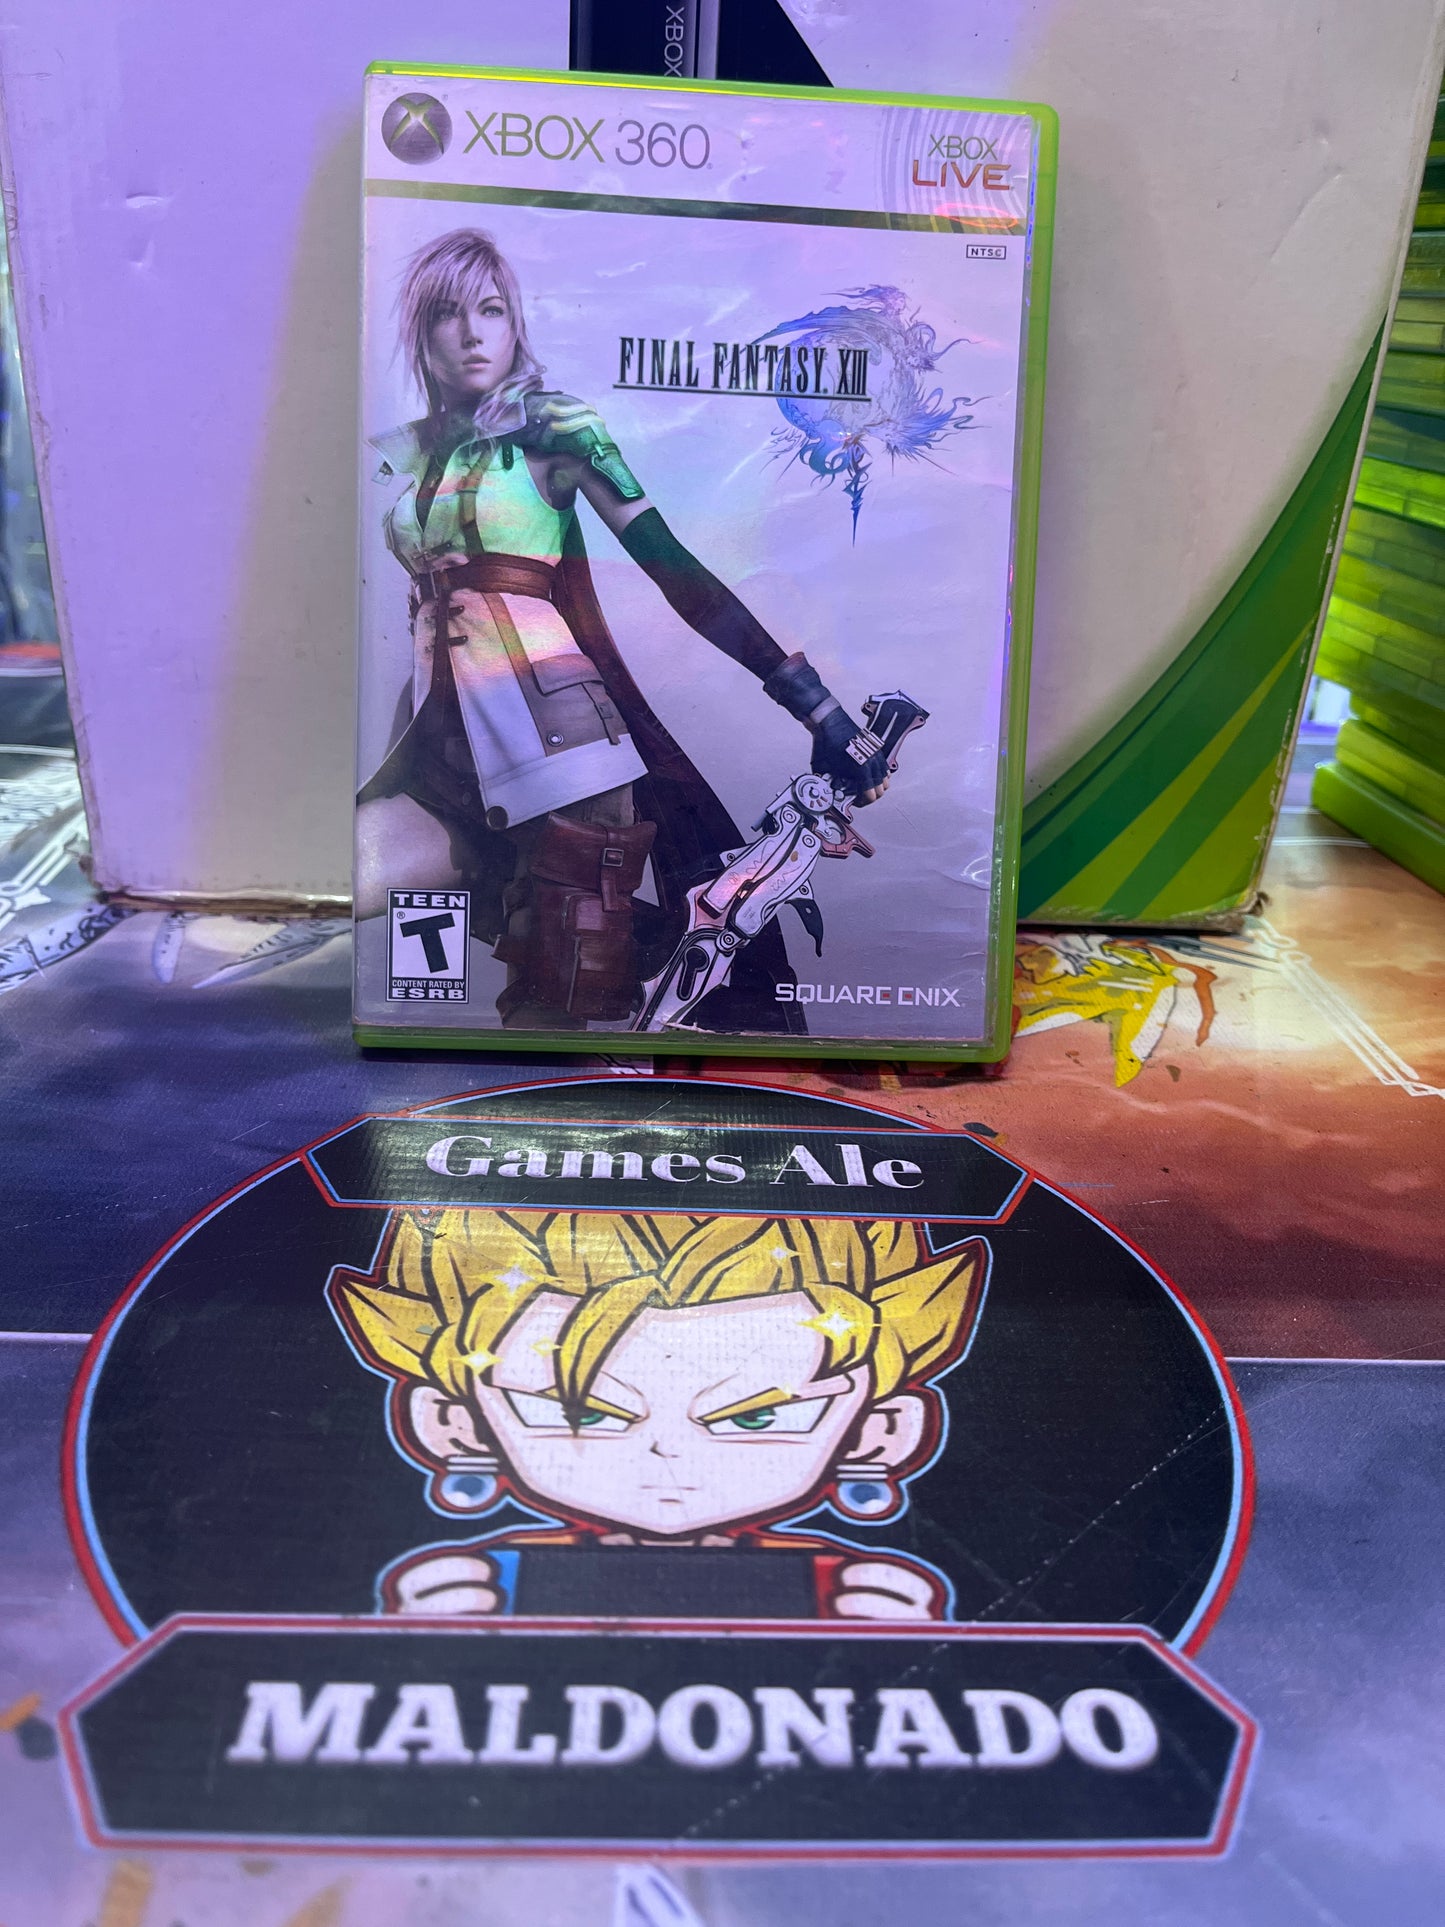 XBOX
XBOX 360
XBOX
LIVE
NTSC
FINAL FANTASY XIII
TEEN
T
CONTENT RATED BY
ESRB
SQUARE ENIX
Games Ale
MALDONADO